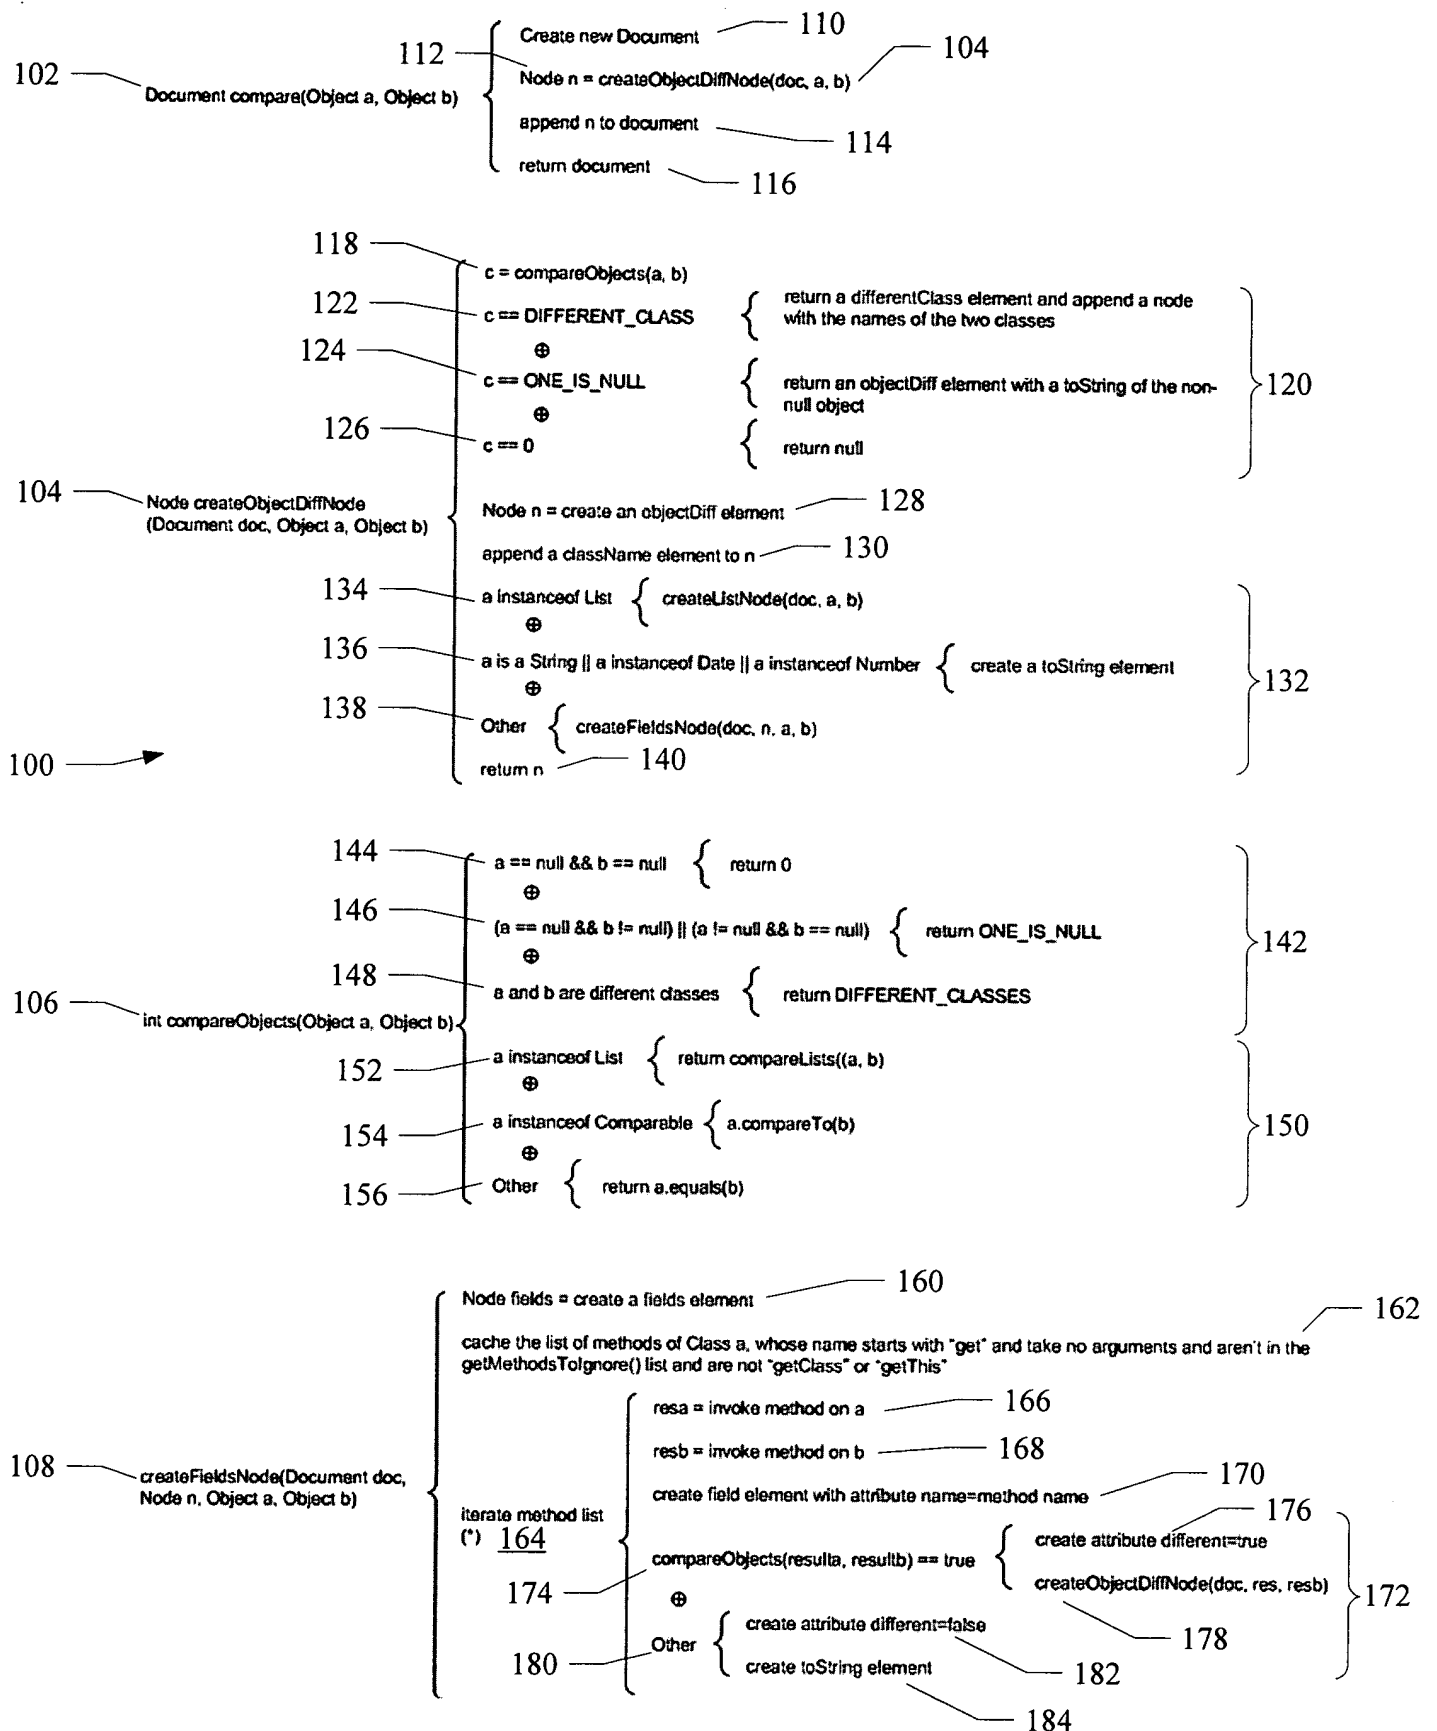 Create new Document 110
112
Node n = createObjectDiffNode(doc, a, b) 104
102 Document compare(Object a, Object b)
append n to document 114
return document 116
118 c = compareObjects(a, b)
122 c == DIFFERENT_CLASS return a differentClass element and append a node
with the names of the two classes
⊕
124 c == ONE_IS_NULL return an objectDiff element with a toString of the non-
null object
120
⊕
126 c == 0 return null
104 Node createObjectDiffNode
(Document doc, Object a, Object b)
Node n = create an objectDiff element 128
append a className element to n 130
134 a instanceof List createListNode(doc, a, b)
⊕
136 a is a String || a instanceof Date || a instanceof Number create a toString element
132
⊕
138 Other createFieldsNode(doc, n, a, b)
return n 140
100
144 a == null && b == null return 0
⊕
146 (a == null && b != null) || (a != null && b == null) return ONE_IS_NULL
142
⊕
148 a and b are different classes return DIFFERENT_CLASSES
106 int compareObjects(Object a, Object b)
152 a instanceof List return compareLists((a, b)
⊕
154 a instanceof Comparable a.compareTo(b)
150
⊕
156 Other return a.equals(b)
Node fields = create a fields element 160
162
cache the list of methods of Class a, whose name starts with "get" and take no arguments and aren't in the
getMethodsToIgnore() list and are not "getClass" or "getThis"
resa = invoke method on a 166
resb = invoke method on b 168
108 createFieldsNode(Document doc,
Node n, Object a, Object b)
create field element with attribute name=method name 170
iterate method list
(*) 164
176
create attribute different=true
174 compareObjects(resulta, resultb) == true
createObjectDiffNode(doc, res, resb)
172
⊕
178
180 Other create attribute different=false
182
create toString element
184